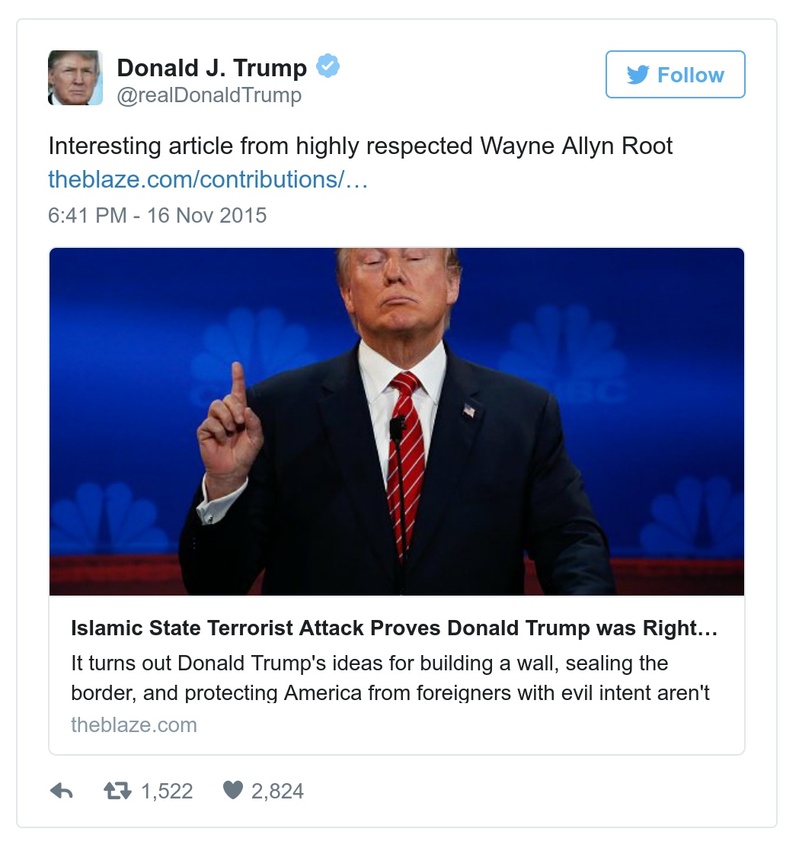 Donald J. Trump
@realDonaldTrump
Follow
Interesting article from highly respected Wayne Allyn Root
theblaze.com/contributions/…
6:41 PM - 16 Nov 2015
Islamic State Terrorist Attack Proves Donald Trump was Right…
It turns out Donald Trump's ideas for building a wall, sealing the
border, and protecting America from foreigners with evil intent aren't
theblaze.com
1,522
2,824